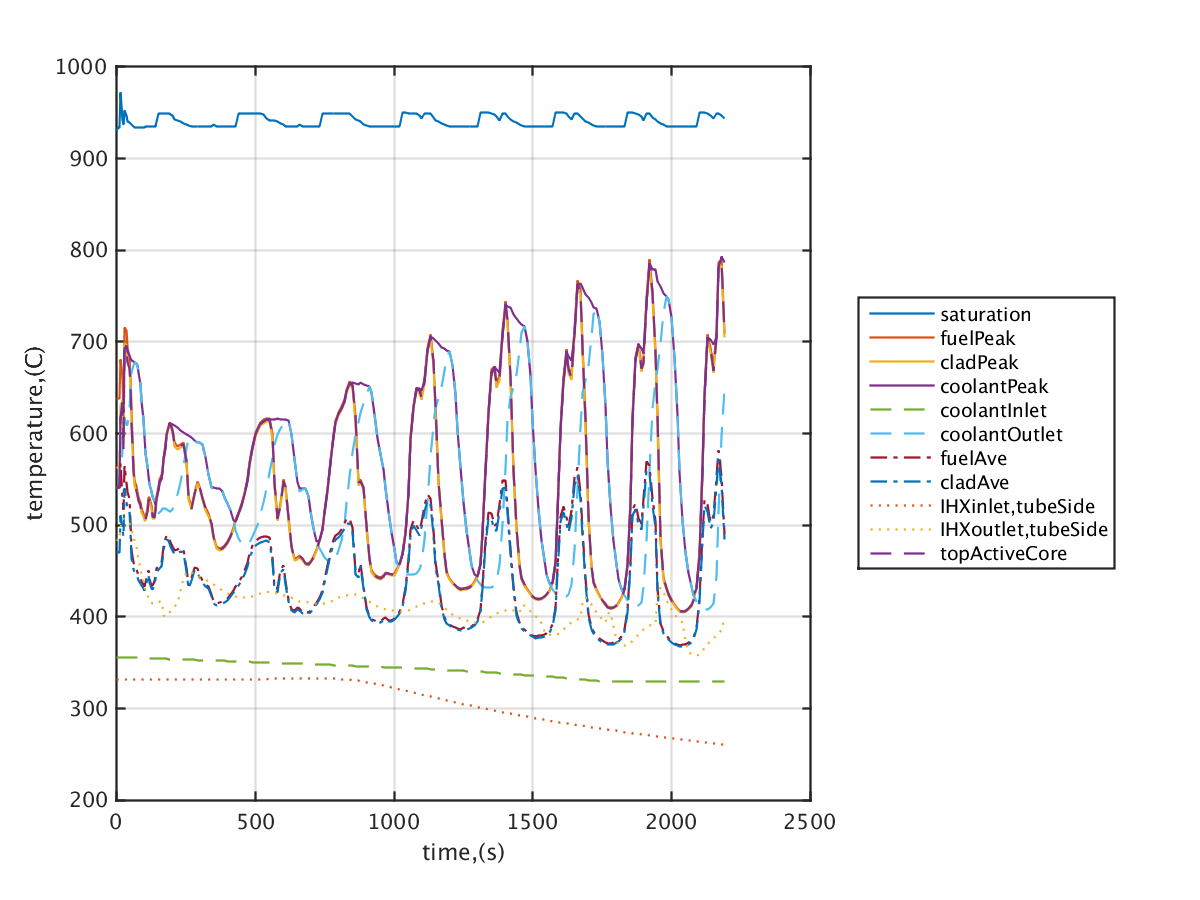 1000
900
800
700
600
500
400
300
200
temperature,(C)
0
500
1000
1500
2000
2500
time,(s)
saturation
fuelPeak
cladPeak
coolantPeak
coolantInlet
coolantOutlet
fuelAve
cladAve
IHXinlet,tubeSide
IHXoutlet,tubeSide
topActiveCore